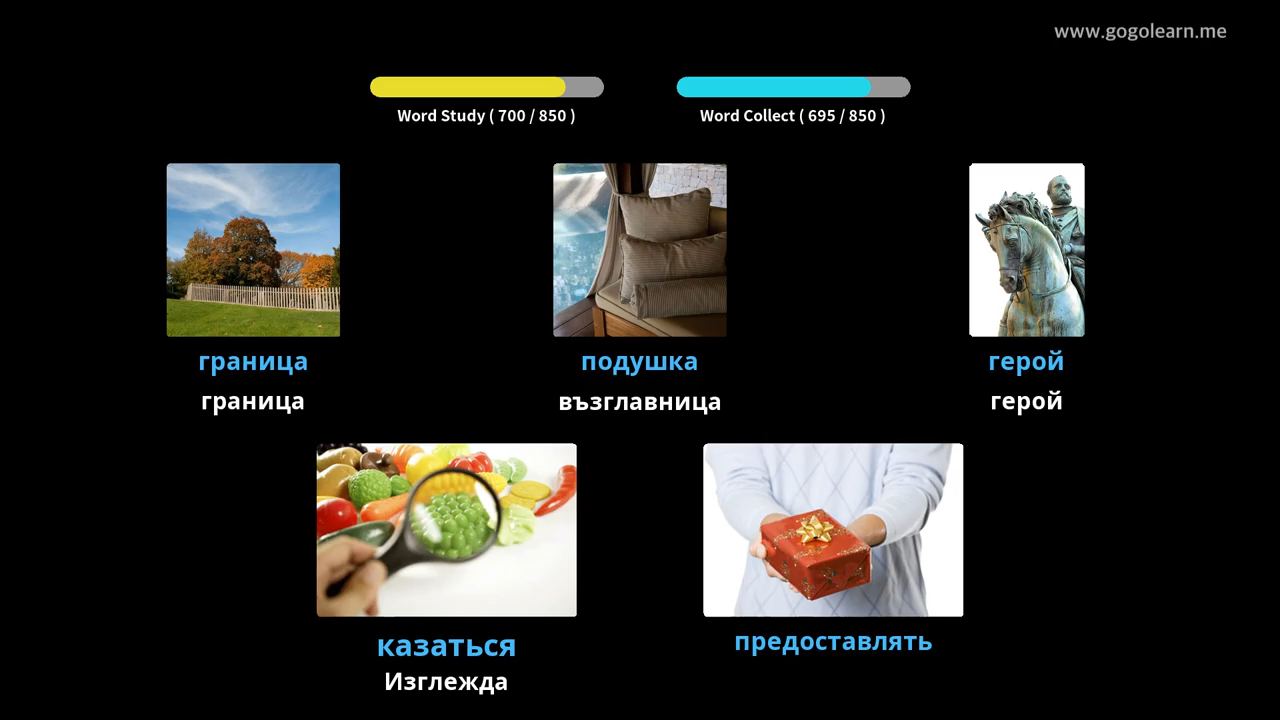 www.gogolearn.me
Word Study ( 700 / 850 )
Word Collect ( 695 / 850 )
граница
подушка
герой
граница
възглавница
герой
казаться
предоставлять
Изглежда